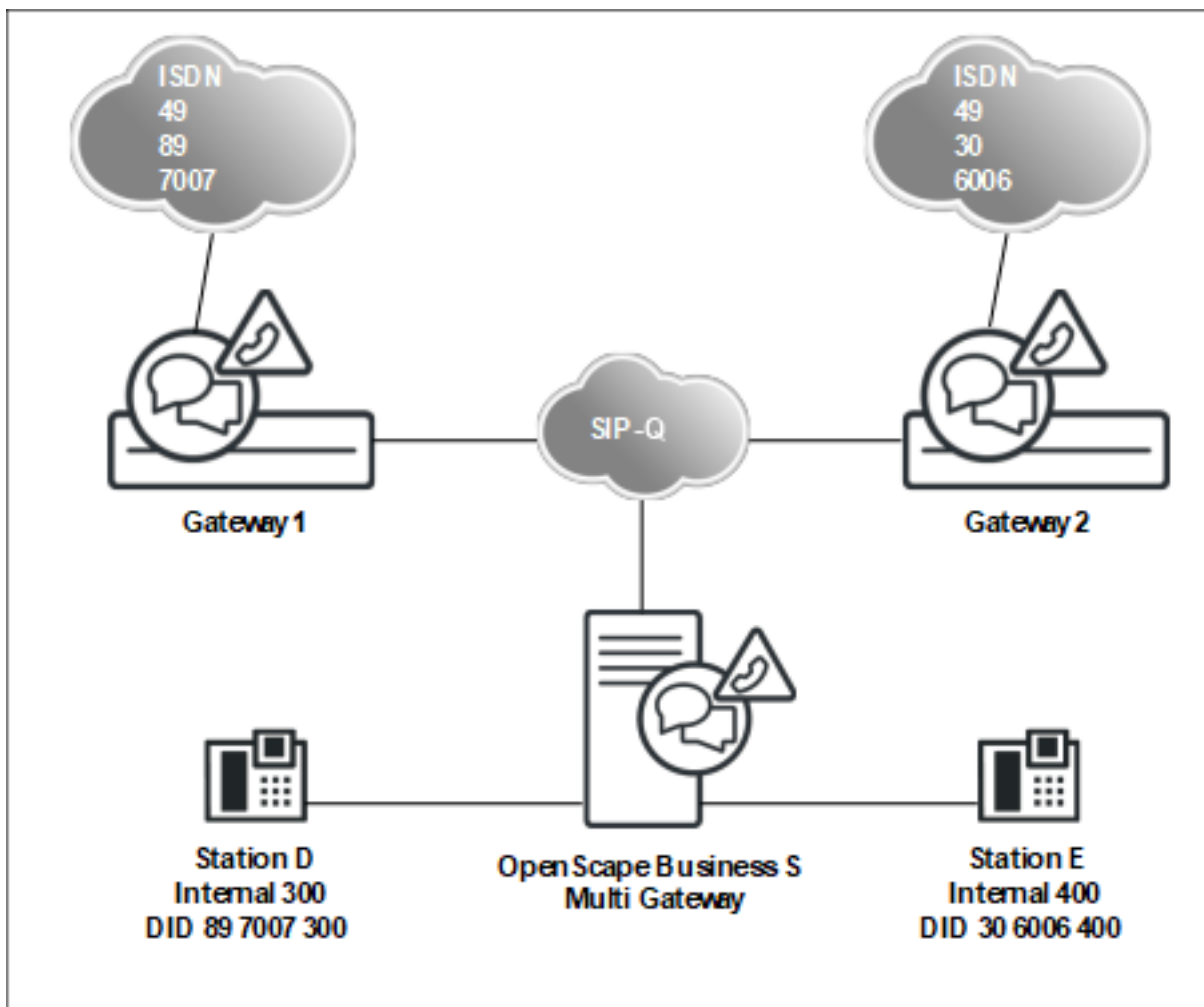 ISDN
49
89
7007
ISDN
49
30
6006
SIP-Q
Gateway 1
Gateway 2
Station D
Internal 300
DID 89 7007 300
OpenScape Business S
Multi Gateway
Station E
Internal 400
DID 30 6006 400